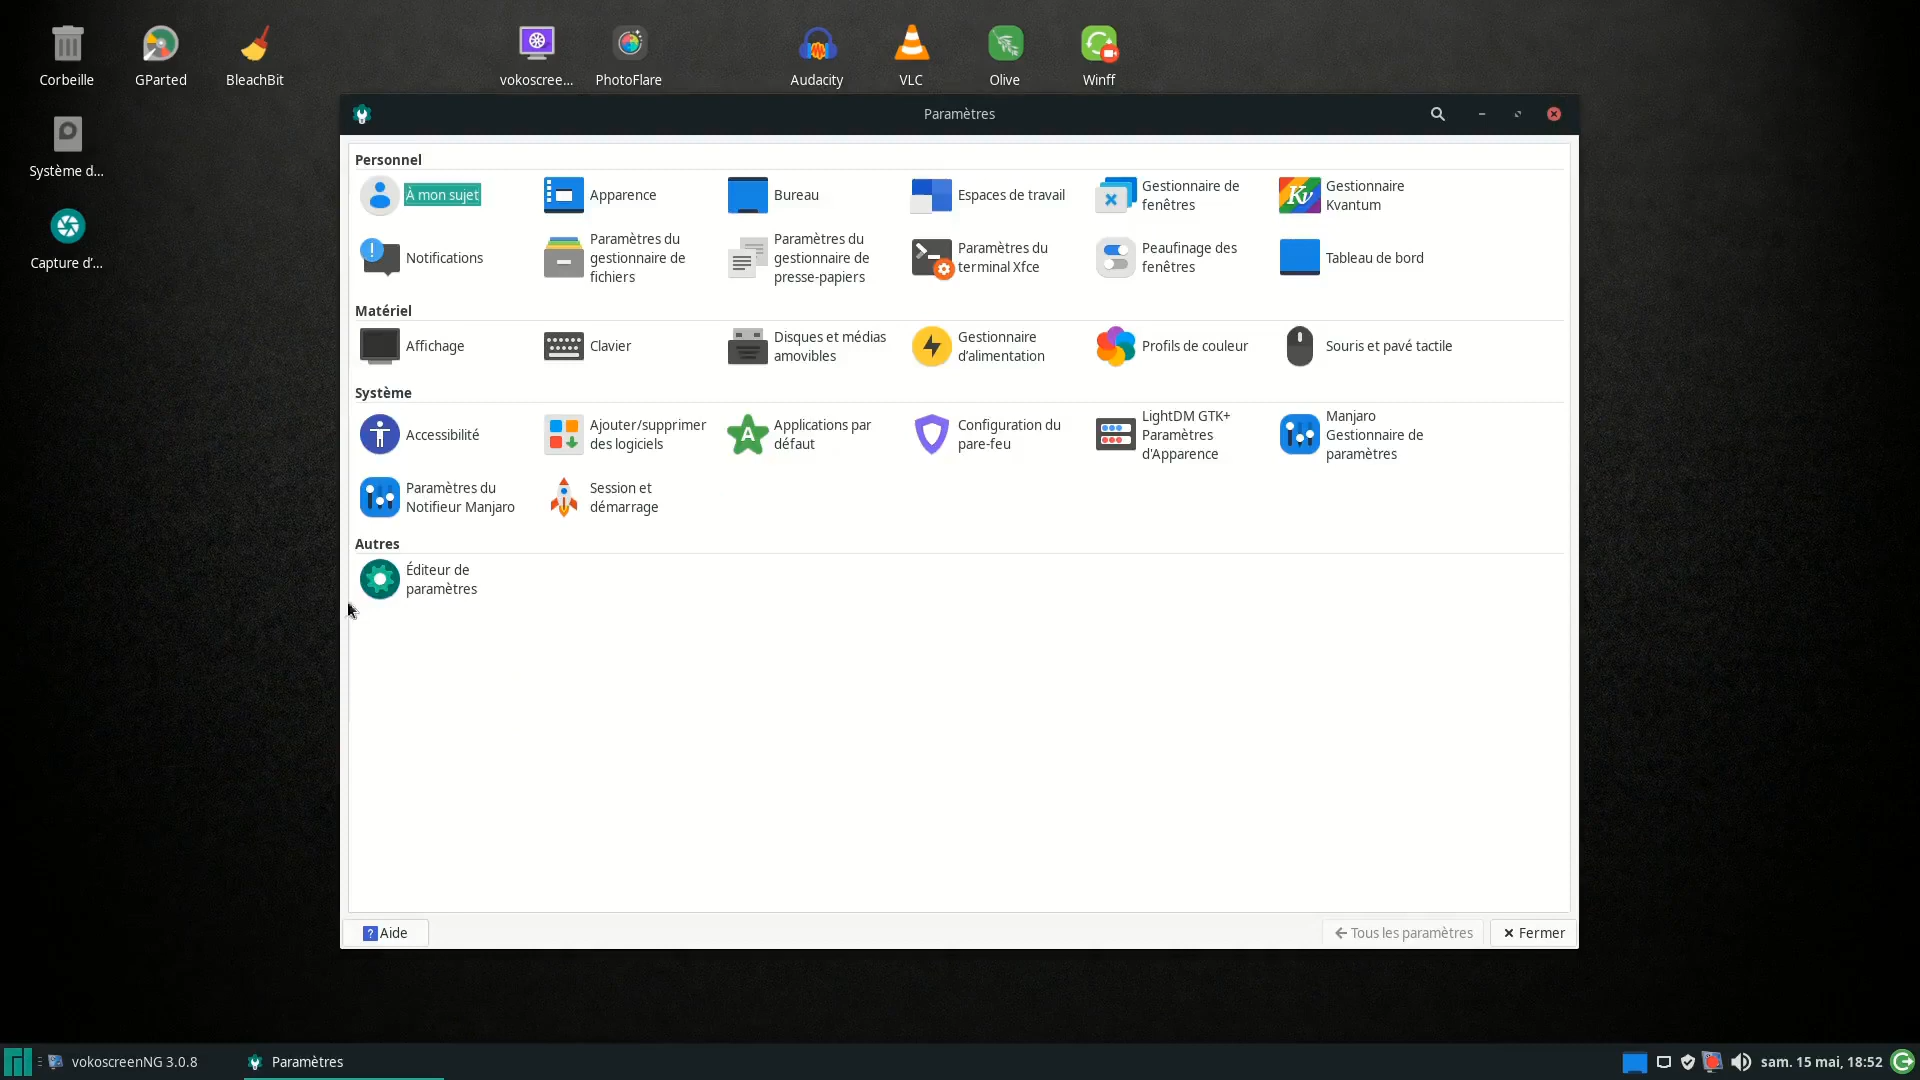 Corbeille
GParted
BleachBit
vokoscree...
PhotoFlare
Audacity
VLC
Olive
Winff
Système d...
Capture d'...
Paramètres
Personnel
À mon sujet
Apparence
Bureau
Espaces de travail
Gestionnaire de
fenêtres
Gestionnaire
Kvantum
Notifications
Paramètres du
gestionnaire de
fichiers
Paramètres du
gestionnaire de
presse-papiers
Paramètres du
terminal Xfce
Peaufinage des
fenêtres
Tableau de bord
Matériel
Affichage
Clavier
Disques et médias
amovibles
Gestionnaire
d'alimentation
Profils de couleur
Souris et pavé tactile
Système
Accessibilité
Ajouter/supprimer
des logiciels
A
Applications par
défaut
Configuration du
pare-feu
LightDM GTK+
Paramètres
d'Apparence
Manjaro
Gestionnaire de
paramètres
Paramètres du
Notifieur Manjaro
Session et
démarrage
Autres
Éditeur de
paramètres
? Aide
Tous les paramètres
Fermer
vokoscreenNG 3.0.8
Paramètres
sam. 15 mai, 18:52